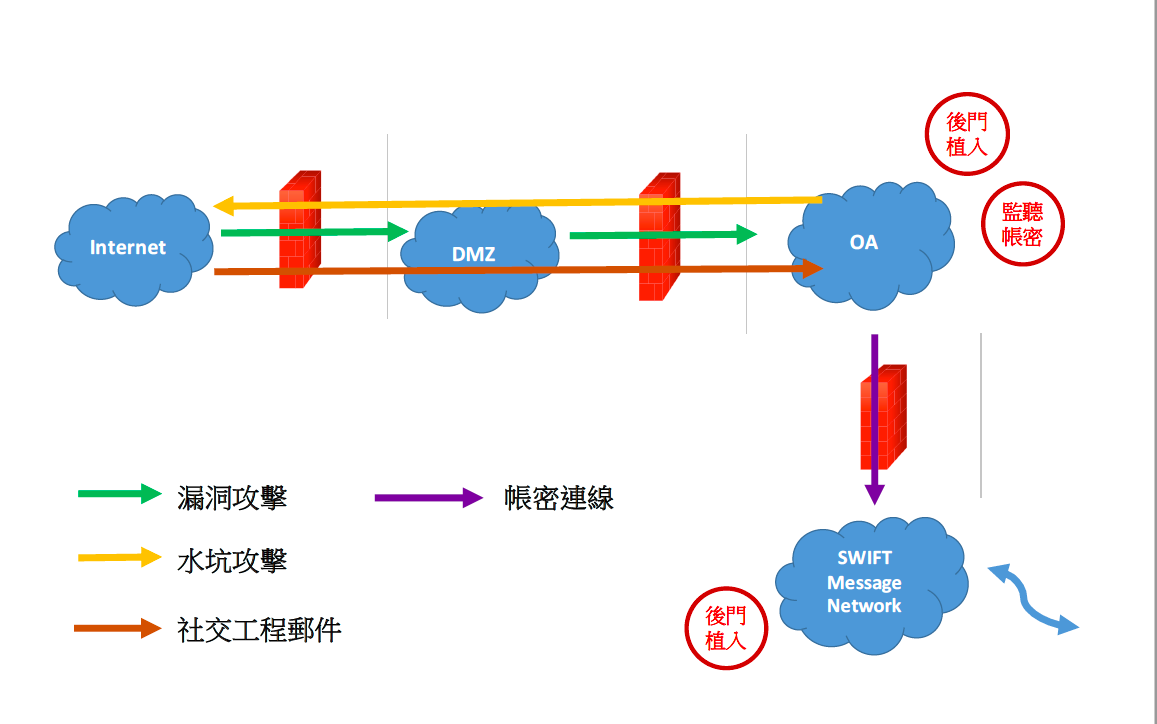 後門
植入
監聽
帳密
Internet
DMZ
OA
漏洞攻擊
帳密連線
水坑攻擊
社交工程郵件
SWIFT
Message
Network
後門
植入